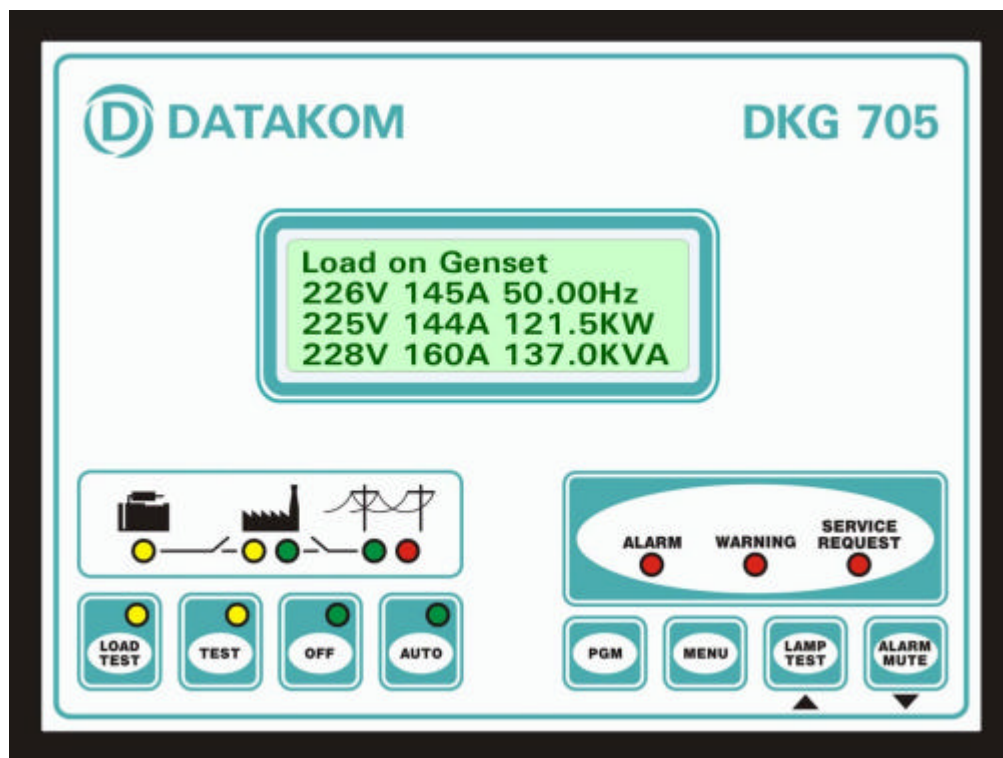 DATAKOM
DKG 705
Load on Genset
226V 145A 50.00Hz
225V 144A 121.5KW
228V 160A 137.0KVA
ALARM
WARNING
SERVICE
REQUEST
LOAD
TEST
TEST
OFF
AUTO
PGM
MENU
LAMP
TEST
ALARM
MUTE